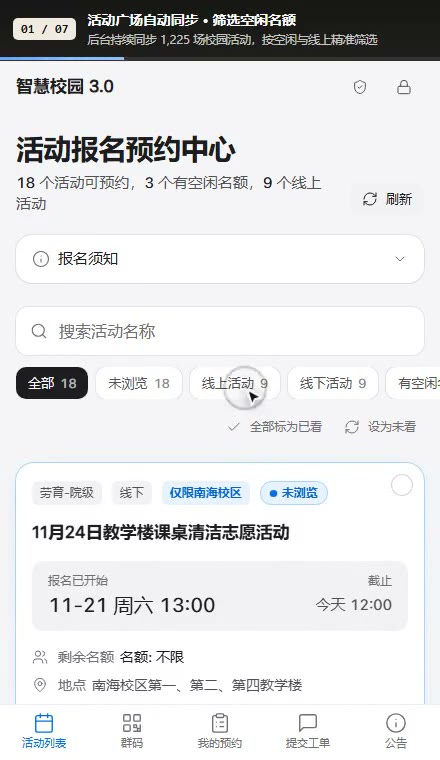 01 / 07
活动广场自动同步 • 筛选空闲名额
后台持续同步 1,225 场校园活动，按空闲与线上精准筛选
智慧校园 3.0
活动报名预约中心
18 个活动可预约，3 个有空闲名额，9 个线上
活动
刷新
报名须知
搜索活动名称
全部 18 未浏览 18 线上活动 9 线下活动 9 有空闲
全部标为已看 设为未看
劳育-院级 线下 仅限南海校区 未浏览
11月24日教学楼课桌清洁志愿活动
报名已开始 截止
11-21 周六 13:00 今天 12:00
剩余名额 名额: 不限
地点 南海校区第一、第二、第四教学楼
活动列表 群码 我的预约 提交工单 公告